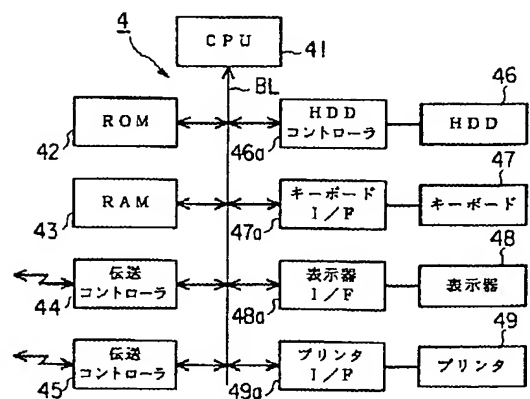 4
CPU
41
BL
ROM
42
HDD
コントローラ
46a
46
HDD
RAM
43
キーボード
I/F
47a
47
キーボード
伝送
コントローラ
44
表示器
I/F
48a
48
表示器
伝送
コントローラ
45
プリンタ
I/F
49a
49
プリンタ